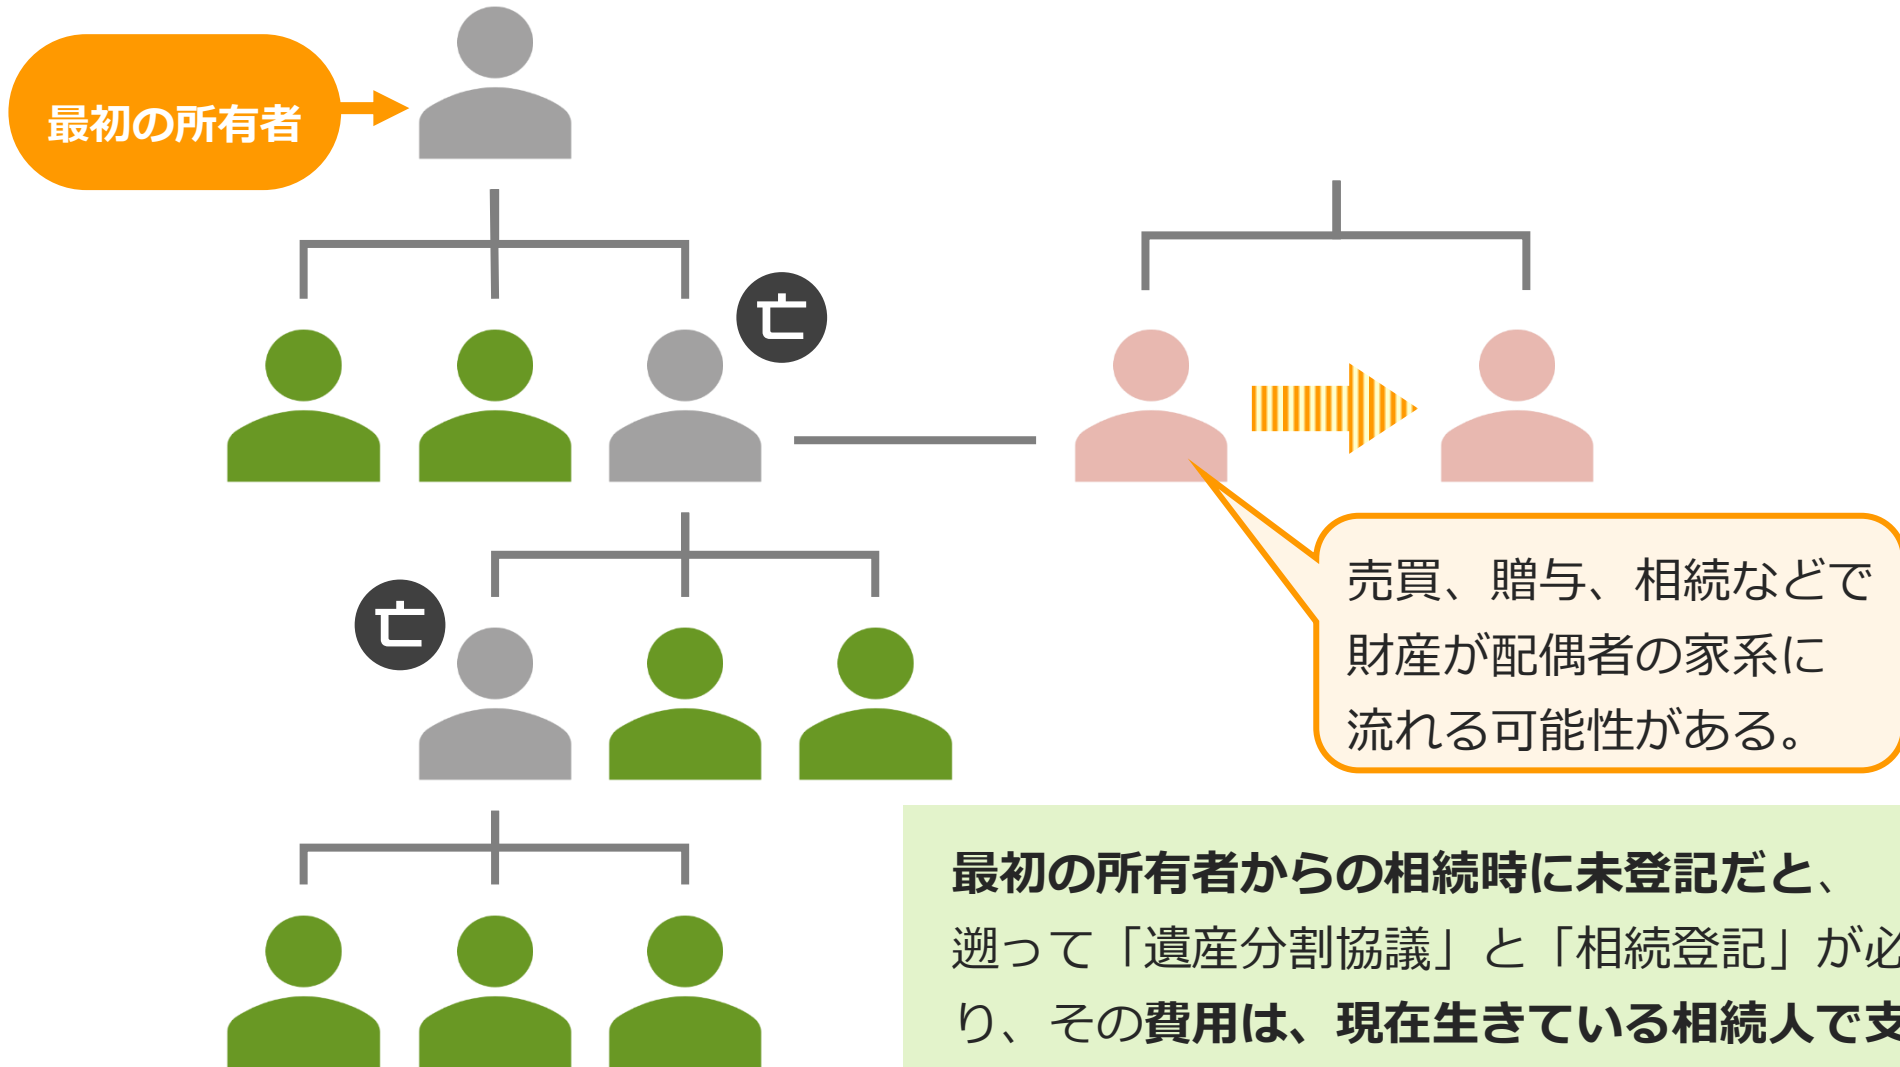 最初の所有者
亡
亡
売買、贈与、相続などで
財産が配偶者の家系に
流れる可能性がある。
最初の所有者からの相続時に未登記だと、
遡って「遺産分割協議」と「相続登記」が必
り、その費用は、現在生きている相続人で支